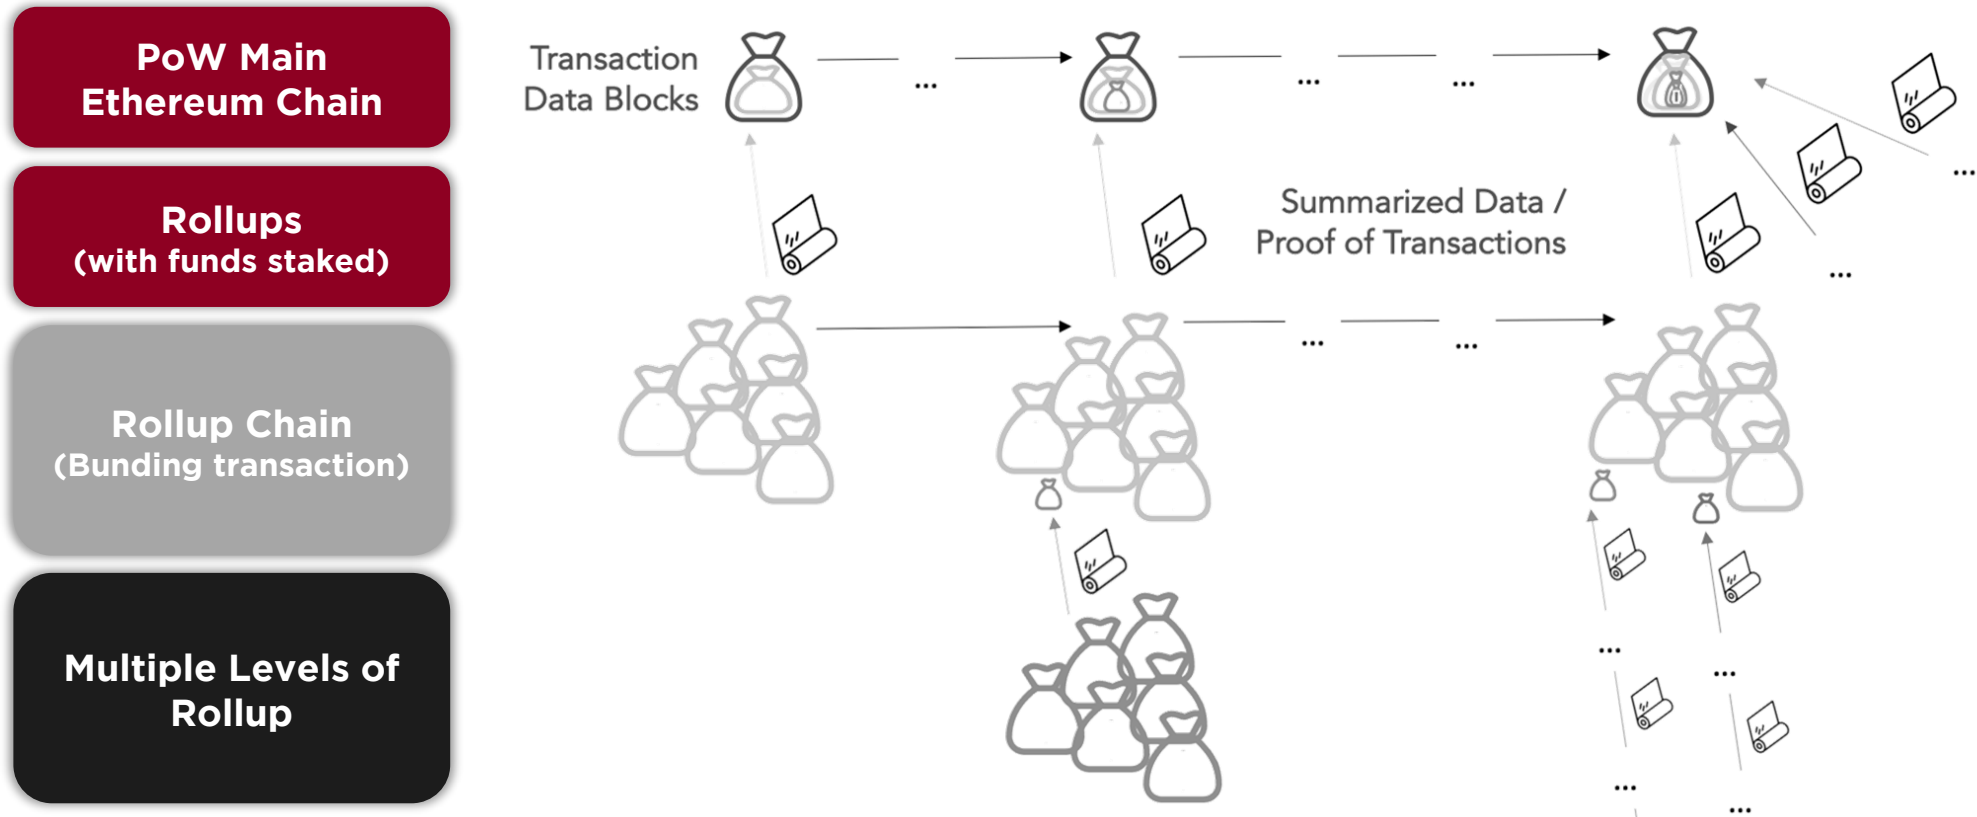 PoW Main
Ethereum Chain
Transaction
Data Blocks
...
...
...
...
Rollups
(with funds staked)
Summarized Data /
Proof of Transactions
...
...
...
Rollup Chain
(Bunding transaction)
Multiple Levels of
Rollup
...
...
...
...